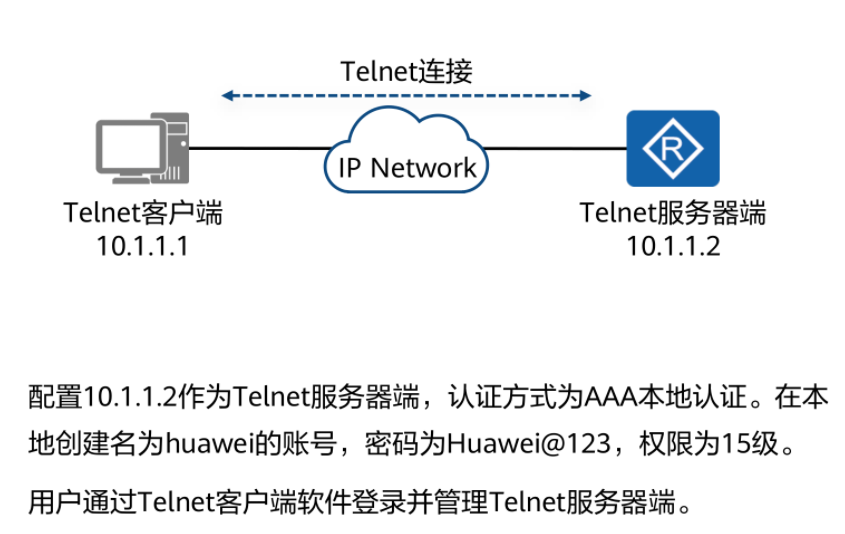 Telnet连接
IP Network
R
Telnet客户端
10.1.1.1
Telnet服务器端
10.1.1.2
配置10.1.1.2作为Telnet服务器端，认证方式为AAA本地认证。在本
地创建名为huawei的账号，密码为Huawei@123，权限为15级。
用户通过Telnet客户端软件登录并管理Telnet服务器端。